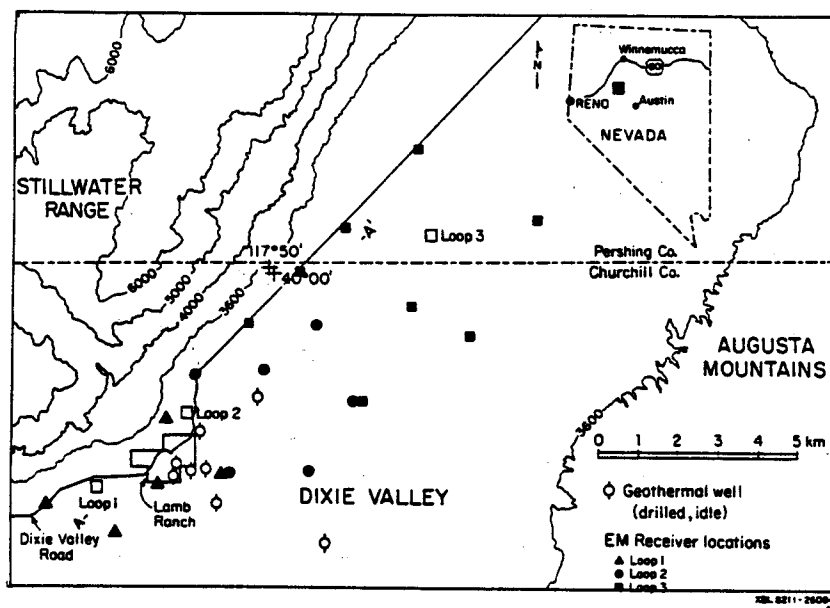 6000
Winnemucca
80
N
RENO
Austin
NEVADA
STILLWATER
RANGE
"A"
Loop 3
117°50'
40°00'
Pershing Co.
Churchill Co.
6000
5000
4000
3600
AUGUSTA
MOUNTAINS
Loop 2
3600
0 1 2 3 4 5 km
Loop 1
Lamb
Ranch
DIXIE VALLEY
Geothermal well
(drilled, idle)
"A"
Dixie Valley
Road
EM Receiver locations
Loop 1
Loop 2
Loop 3